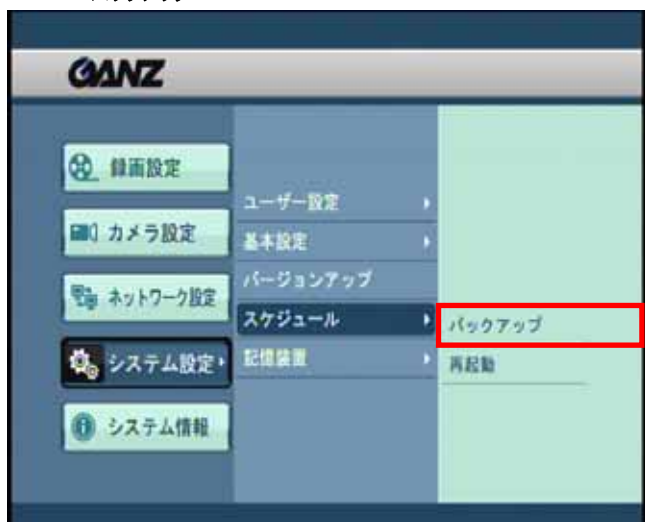 GANZ
録画設定
カメラ設定
ネットワーク設定
システム設定
システム情報
ユーザー設定
基本設定
バージョンアップ
スケジュール
記憶装置
バックアップ
再起動